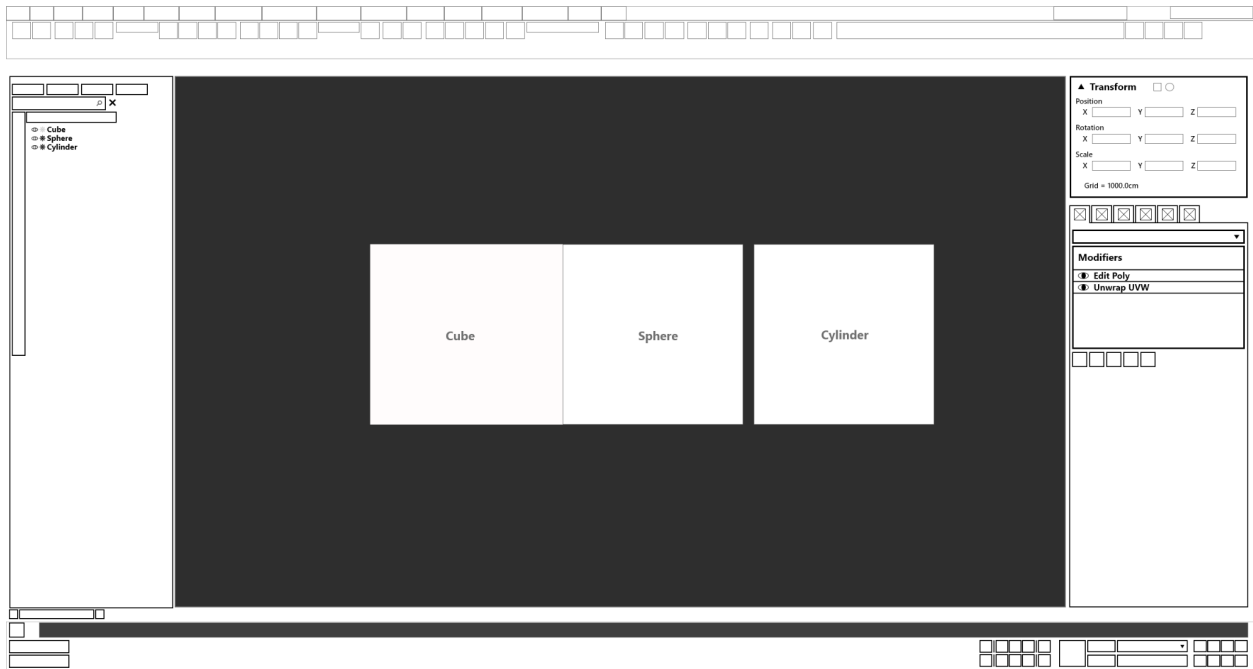 Cube
Sphere
Cylinder
Cube
Sphere
Cylinder
Transform
Position
X Y Z
Rotation
X Y Z
Scale
X Y Z
Grid = 1000.0cm
Modifiers
Edit Poly
Unwrap UVW